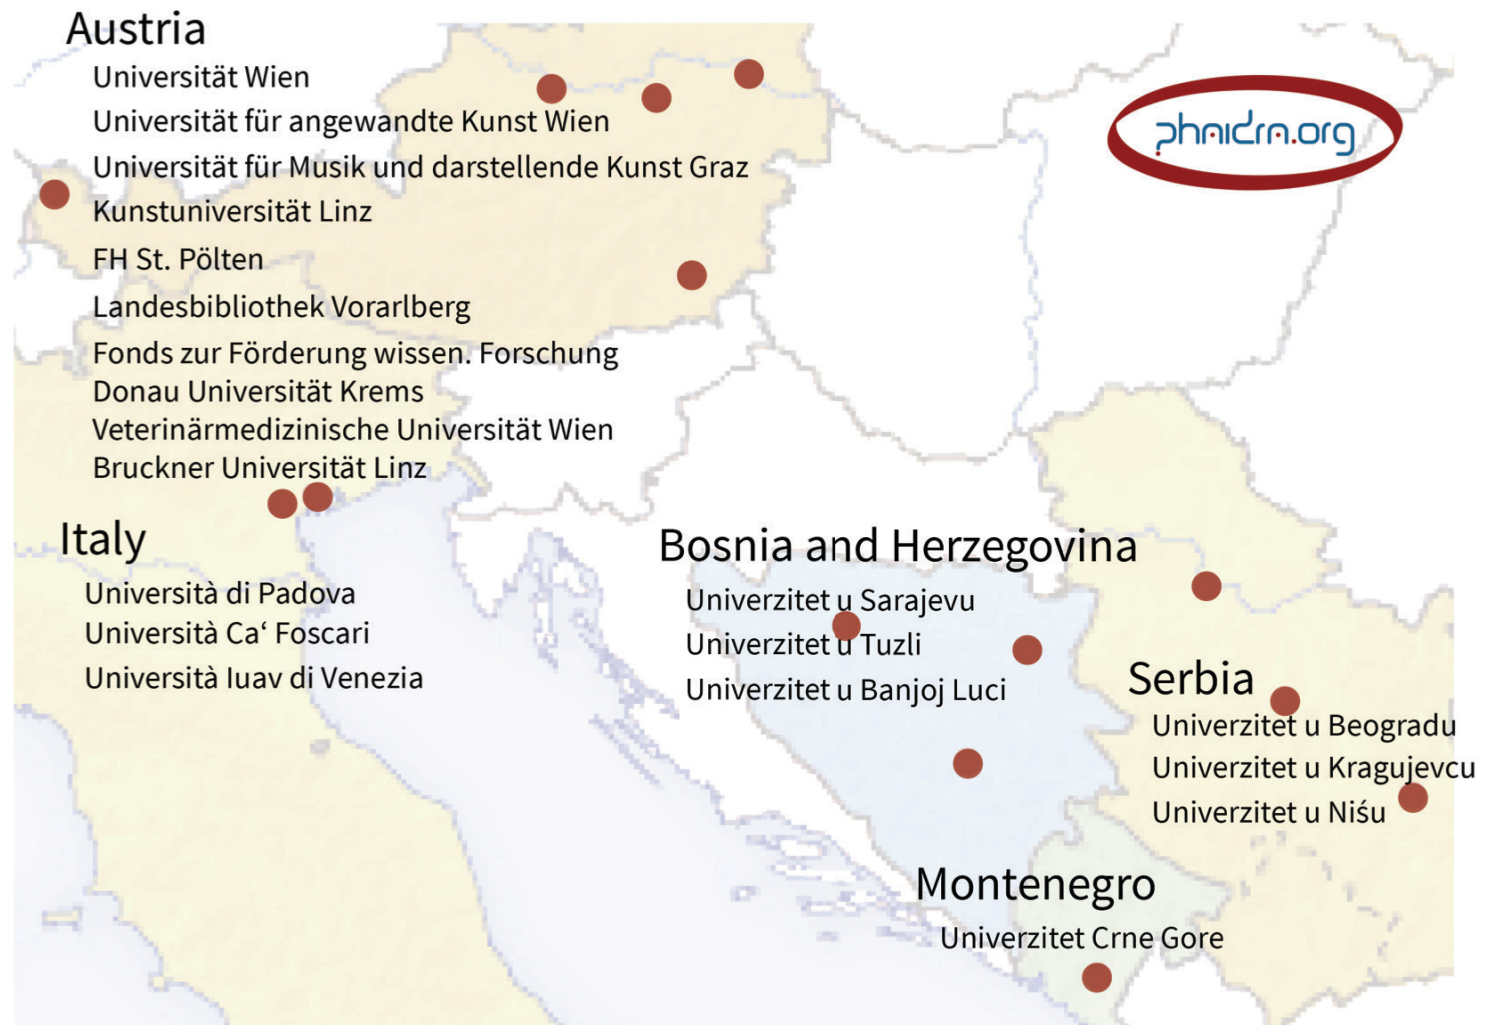 Austria
Universität Wien
Universität für angewandte Kunst Wien
Universität für Musik und darstellende Kunst Graz
Kunstuniversität Linz
FH St. Pölten
Landesbibliothek Vorarlberg
Fonds zur Förderung wissen. Forschung
Donau Universität Krems
Veterinärmedizinische Universität Wien
Bruckner Universität Linz
Italy
Università di Padova
Università Ca‘ Foscari
Università Iuav di Venezia
Bosnia and Herzegovina
Univerzitet u Sarajevu
Univerzitet u Tuzli
Univerzitet u Banjoj Luci
Serbia
Univerzitet u Beogradu
Univerzitet u Kragujevcu
Univerzitet u Niśu
Montenegro
Univerzitet Crne Gore
phaidra.org